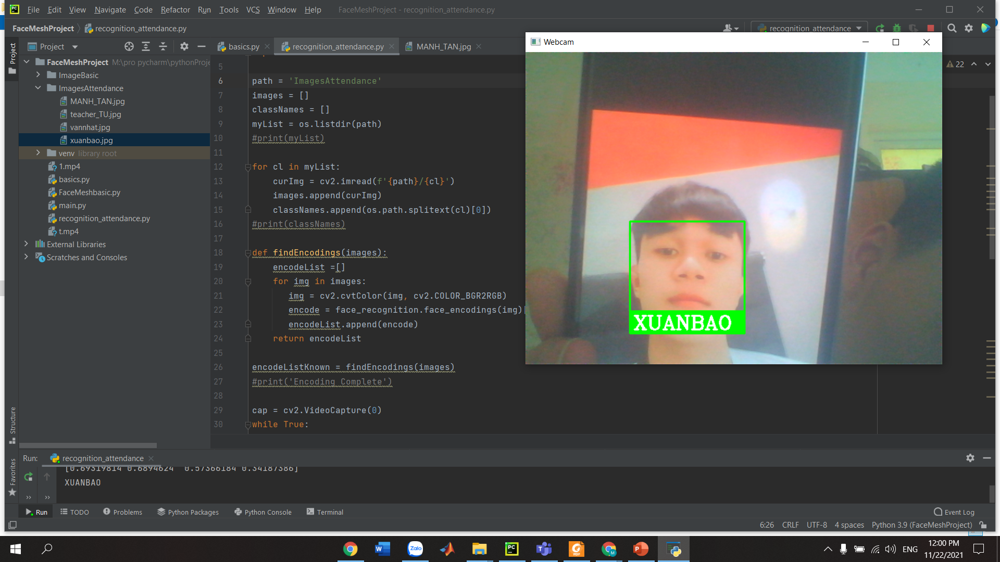 File Edit View Navigate Code Refactor Run Tools VCS Window Help FaceMeshProject - recognition_attendance.py
FaceMeshProject recognition_attendance.py
recognition_attendance
Project
Project
basics.py
recognition_attendance.py
MANH_TAN.jpg
FaceMeshProject M:\pro pycharm\pythonProje
ImageBasic
ImagesAttendance
MANH_TAN.jpg
teacher_TU.jpg
vannhat.jpg
xuanbao.jpg
venv library root
1.mp4
basics.py
FaceMeshbasic.py
main.py
recognition_attendance.py
t.mp4
External Libraries
Scratches and Consoles
Structure
Favorites
5
6 path = 'ImagesAttendance'
7 images = []
8 classNames = []
9 myList = os.listdir(path)
10 #print(myList)
11
12 for cl in myList:
13 curImg = cv2.imread(f'{path}/{cl}')
14 images.append(curImg)
15 classNames.append(os.path.splitext(cl)[0])
16 #print(classNames)
17
18 def findEncodings(images):
19 encodeList =[]
20 for img in images:
21 img = cv2.cvtColor(img, cv2.COLOR_BGR2RGB)
22 encode = face_recognition.face_encodings(img)[
23 encodeList.append(encode)
24 return encodeList
25
26 encodeListKnown = findEncodings(images)
27 #print('Encoding Complete')
28
29 cap = cv2.VideoCapture(0)
30 while True:
22
Webcam
XUANBAO
Run: recognition_attendance
[0.69319814 0.6894624 0.57366184 0.34187386]
XUANBAO
Run TODO Problems Python Packages Python Console Terminal Event Log
6:26 CRLF UTF-8 4 spaces Python 3.9 (FaceMeshProject)
Zalo
ENG
12:00 PM
11/22/2021